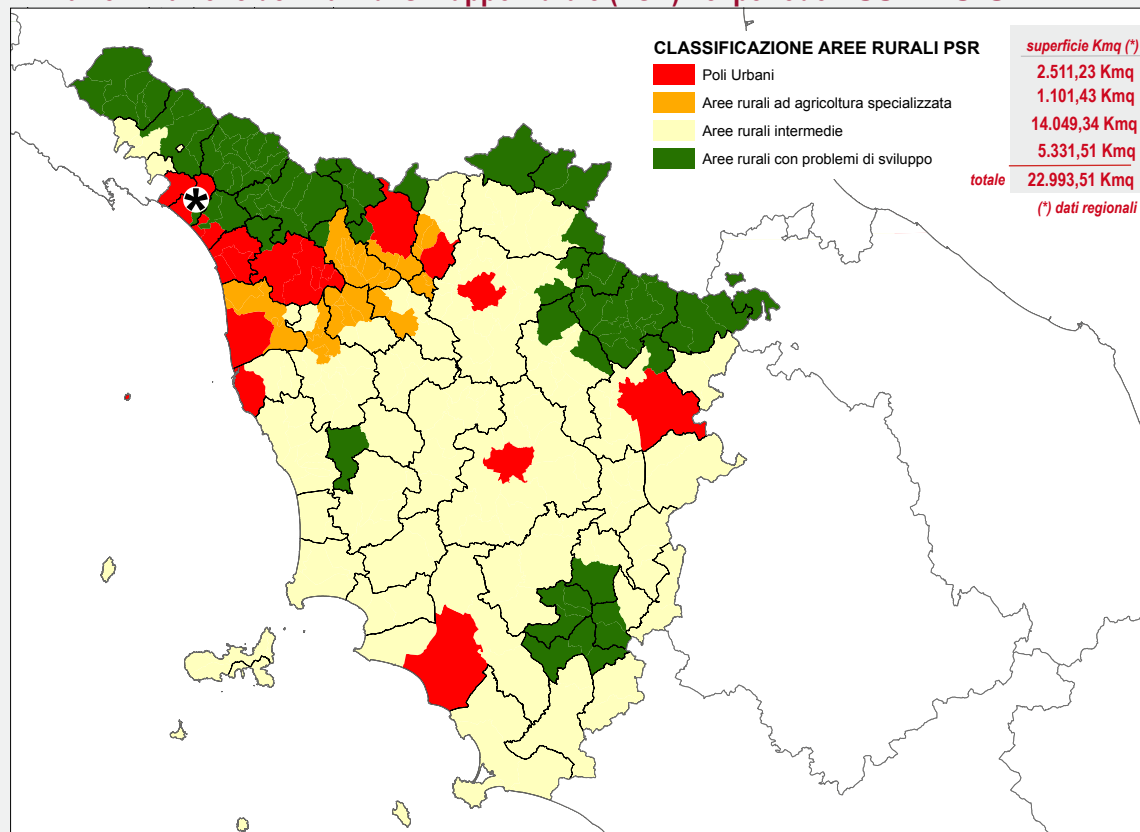 CLASSIFICAZIONE AREE RURALI PSR
superficie Kmq (*)
Poli Urbani
2.511,23 Kmq
Aree rurali ad agricoltura specializzata
1.101,43 Kmq
Aree rurali intermedie
14.049,34 Kmq
Aree rurali con problemi di sviluppo
5.331,51 Kmq
totale 22.993,51 Kmq
(*) dati regionali
*